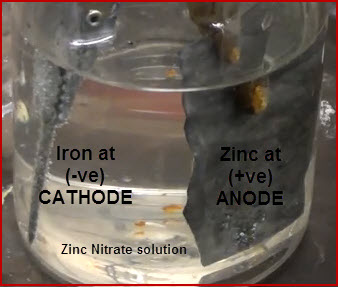 Iron at
(-ve)
CATHODE
Zinc at
(+ve)
ANODE
Zinc Nitrate solution